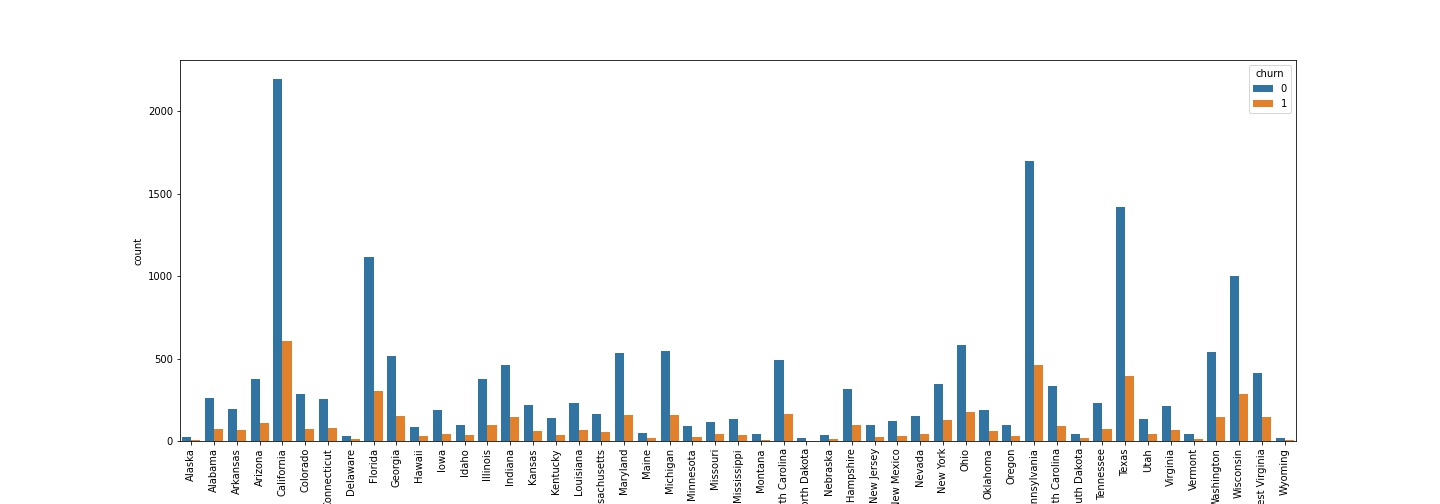 churn
0
1
2000
1500
1000
500
0
count
Alaska
Alabama
Arkansas
Arizona
California
Colorado
onnecticut
Delaware
Florida
Georgia
Hawaii
Iowa
Idaho
Illinois
Indiana
Kansas
Kentucky
Louisiana
sachusetts
Maryland
Maine
Michigan
Minnesota
Missouri
Mississippi
Montana
th Carolina
orth Dakota
Nebraska
Hampshire
New Jersey
New Mexico
Nevada
New York
Ohio
Oklahoma
Oregon
nnsylvania
th Carolina
uth Dakota
Tennessee
Texas
Utah
Virginia
Vermont
Washington
Wisconsin
est Virginia
Wyoming